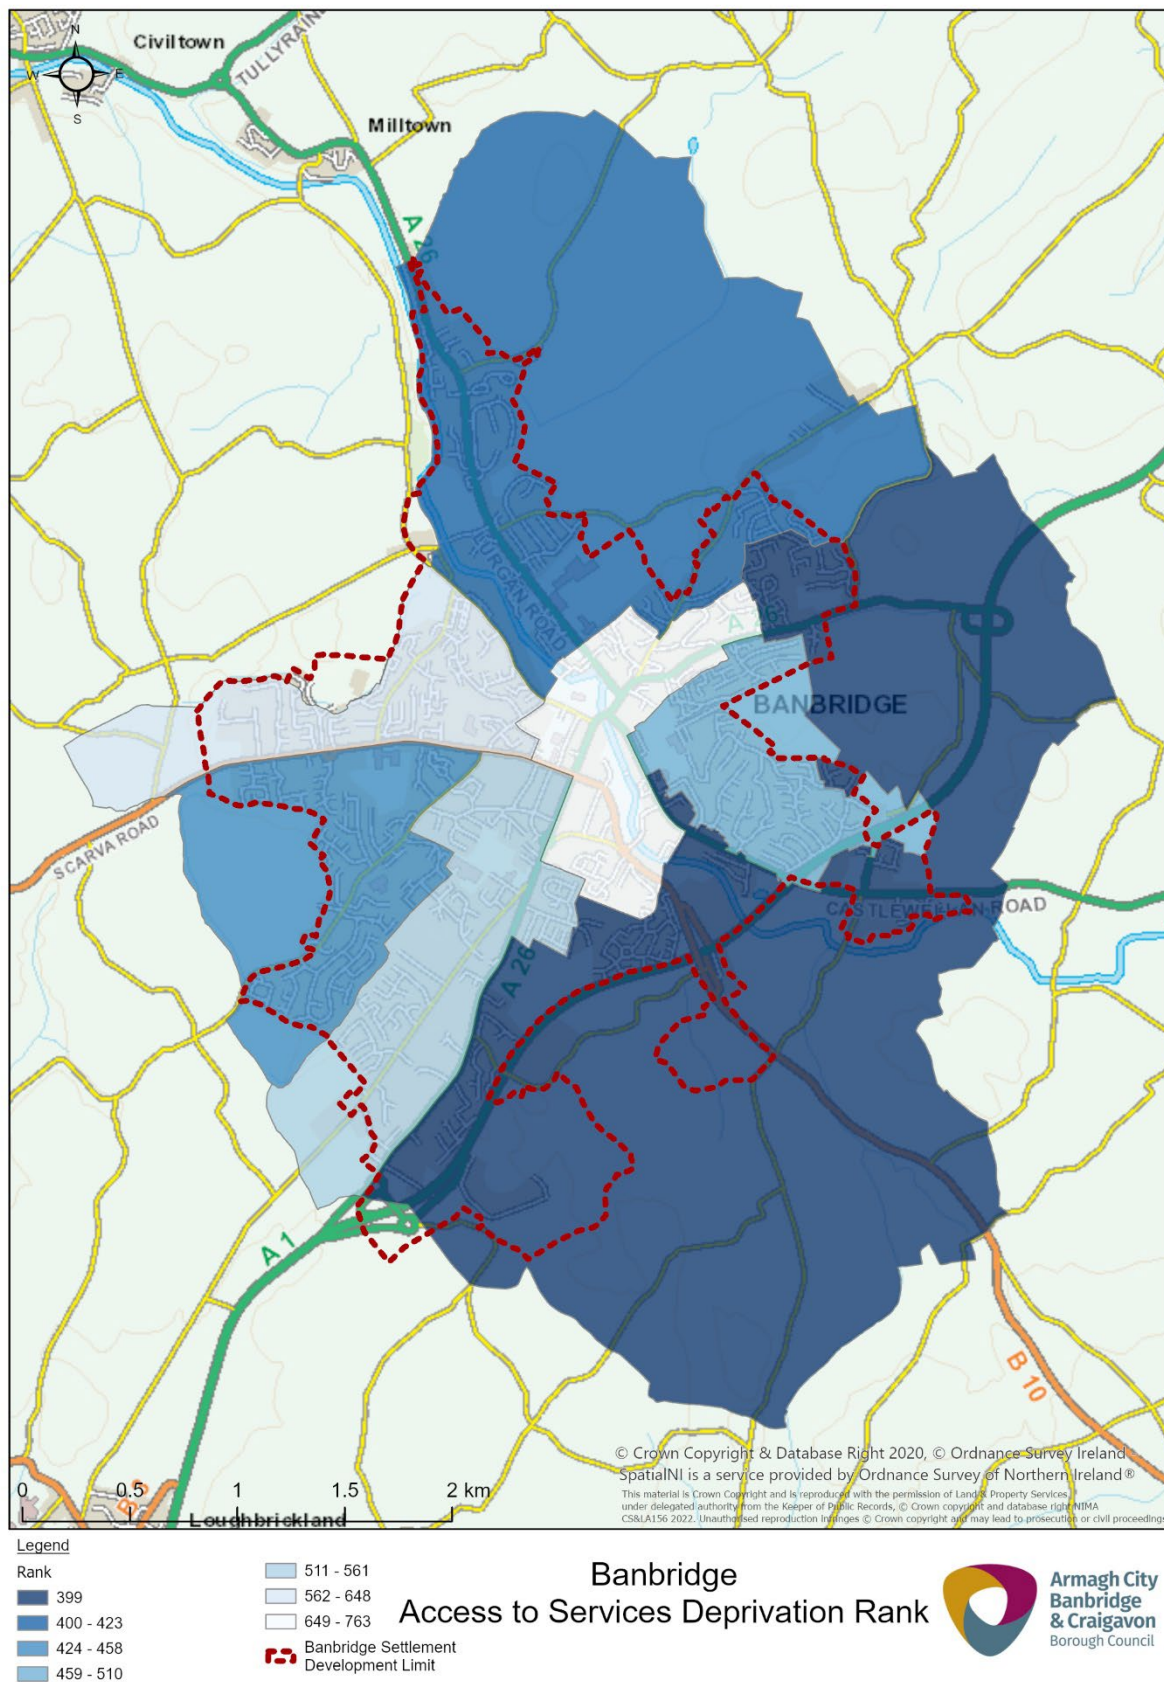 Civiltown
N
W
E
S
TULLYRAINE
Milltown
A 26
LURGAN ROAD
A 26
BANBRIDGE
SCARVA ROAD
CASTLEWELLAN ROAD
A 26
A 1
B 10
B 3
Loughbrickland
0 0.5 1 1.5 2 km
© Crown Copyright & Database Right 2020, © Ordnance Survey Ireland
SpatialNI is a service provided by Ordnance Survey of Northern Ireland ®
This material is Crown Copyright and is reproduced with the permission of Land & Property Services,
under delegated authority from the Keeper of Public Records, © Crown copyright and database right NIMA
CS&LA156 2022. Unauthorised reproduction infringes © Crown copyright and may lead to prosecution or civil proceedings
Legend
Rank
399
400 - 423
424 - 458
459 - 510
511 - 561
562 - 648
649 - 763
Banbridge Settlement
Development Limit
Banbridge
Access to Services Deprivation Rank
Armagh City
Banbridge
& Craigavon
Borough Council